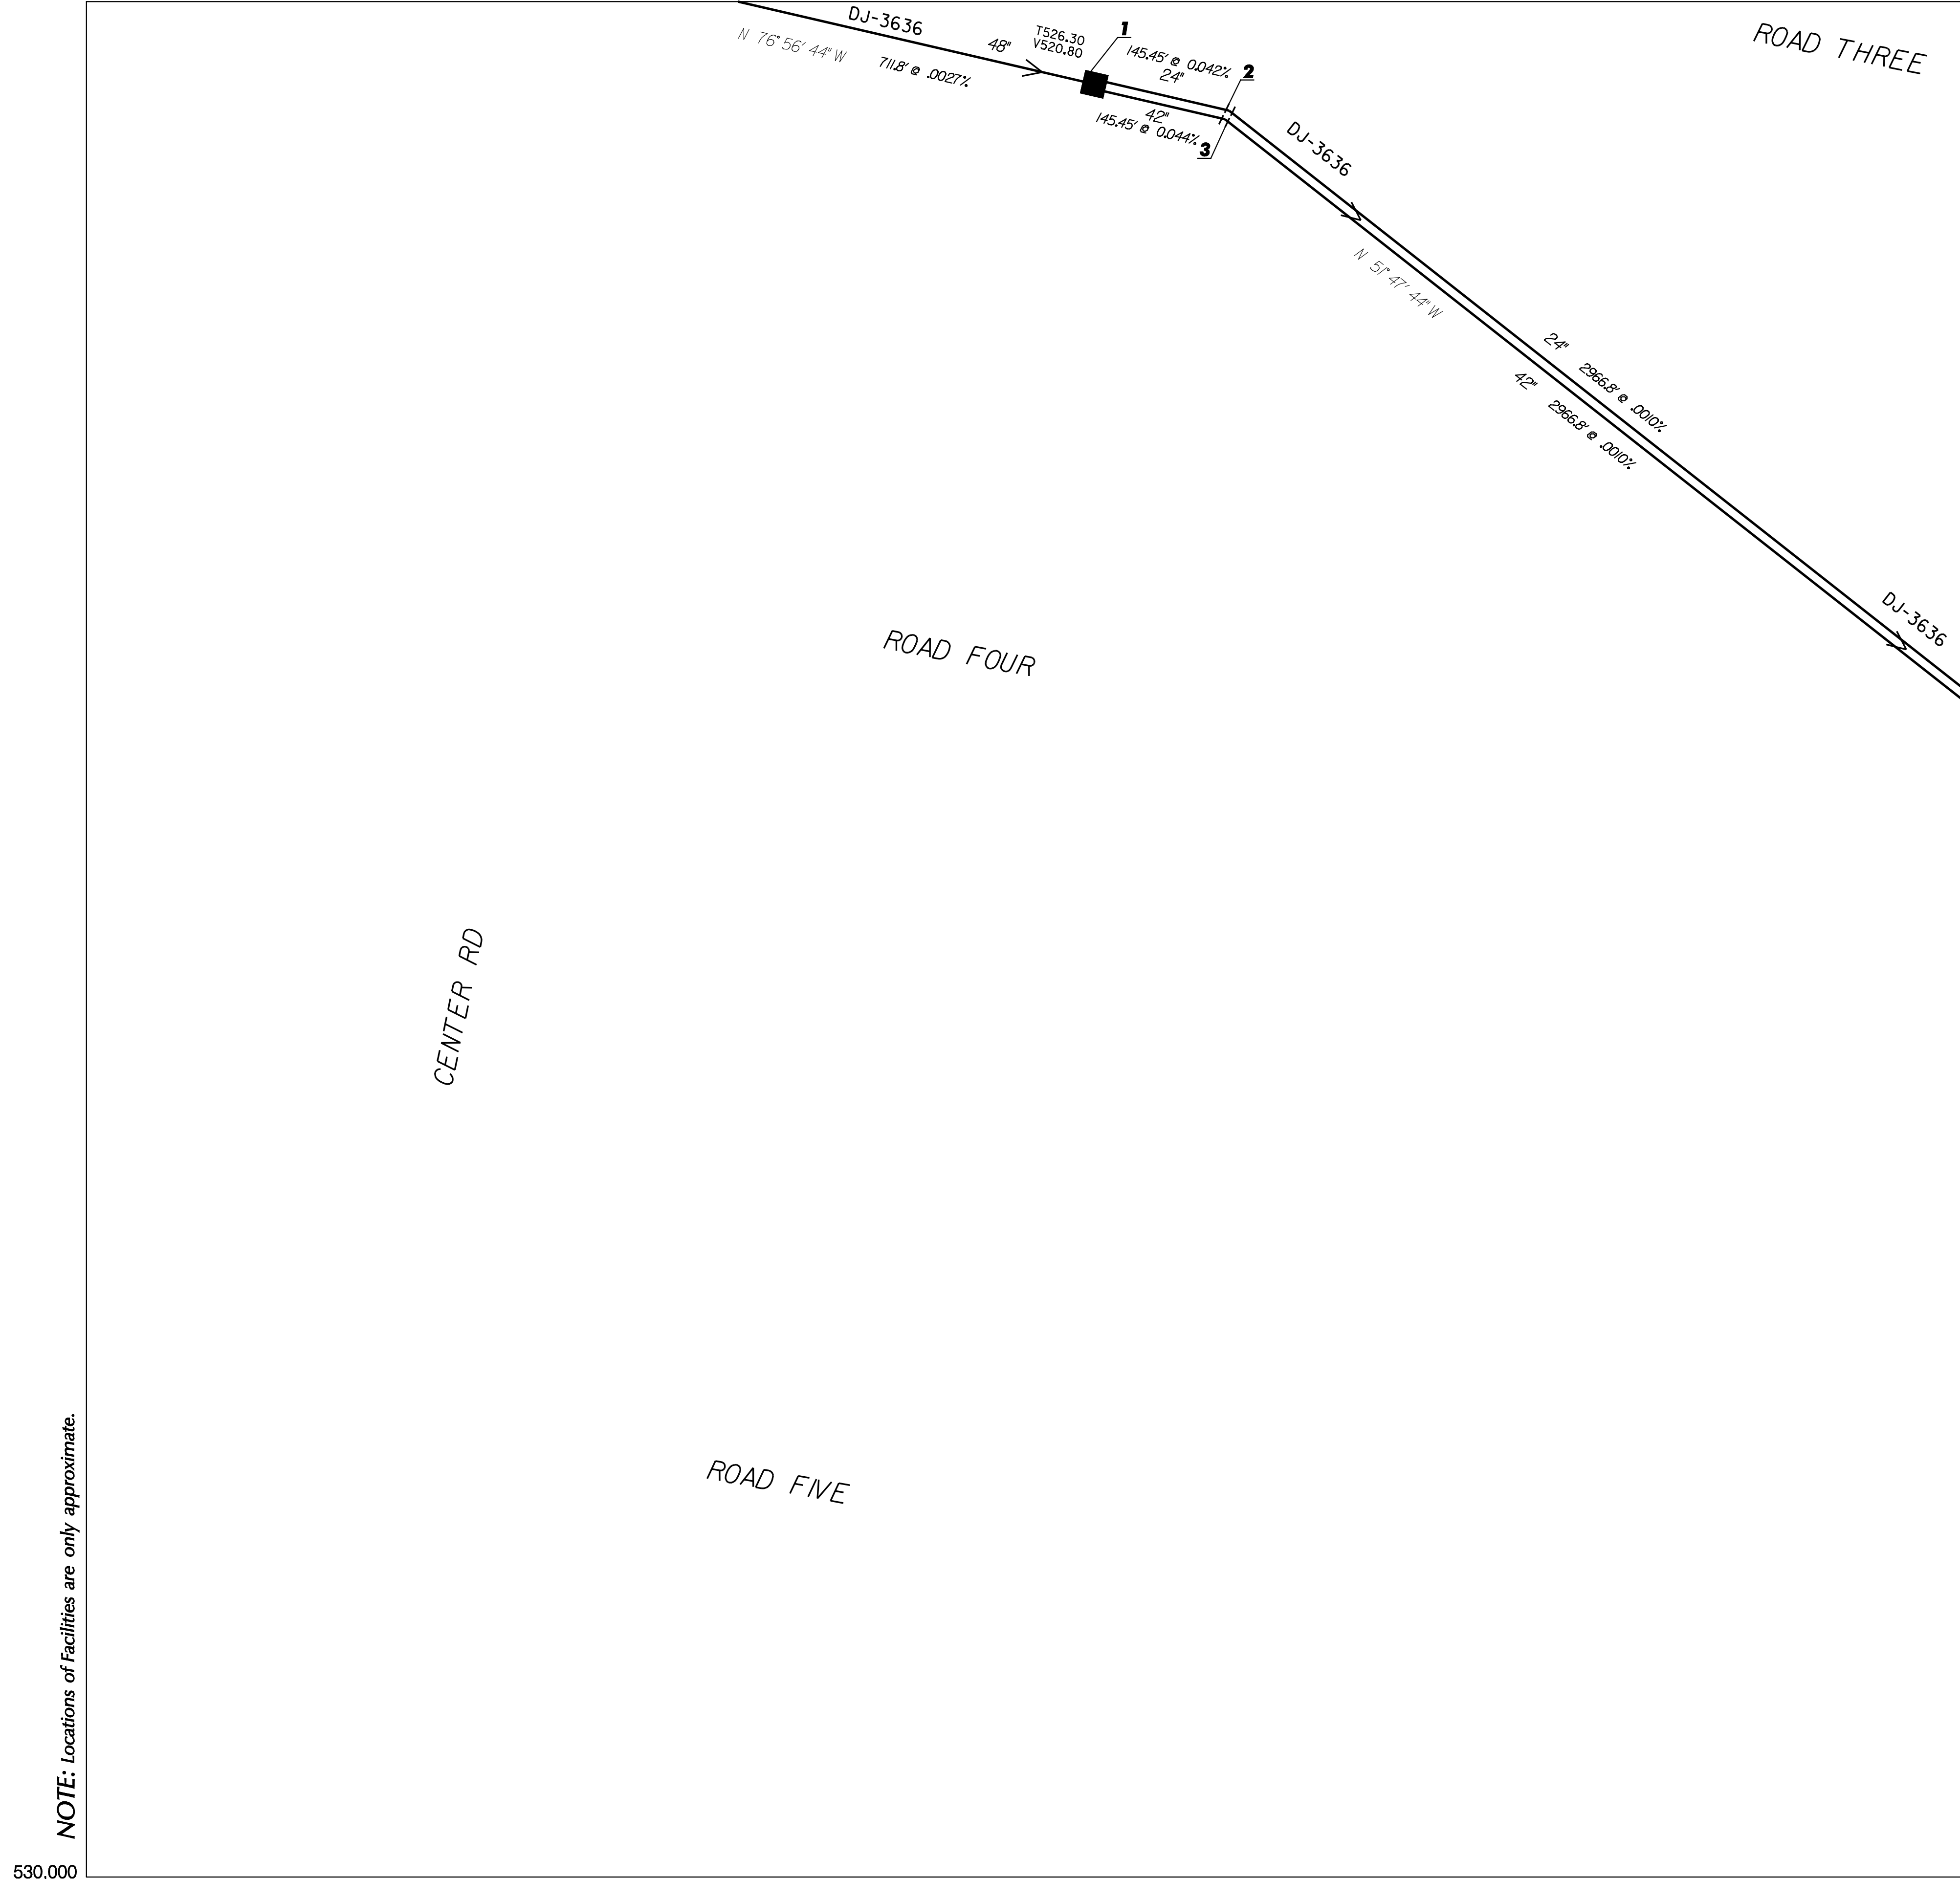 DJ-3636
N 76° 56' 44" W
711.8' @ .0027%
48"
T526.30
V520.80
1
145.45' @ 0.042%
24"
2
42"
145.45' @ 0.044%
3
ROAD THREE
DJ-3636
N 51° 47' 44" W
24" 2966.8' @ .0010%
42" 2966.8' @ .0010%
DJ-3636
ROAD FOUR
CENTER RD
ROAD FIVE
NOTE: Locations of Facilities are only approximate.
530,000